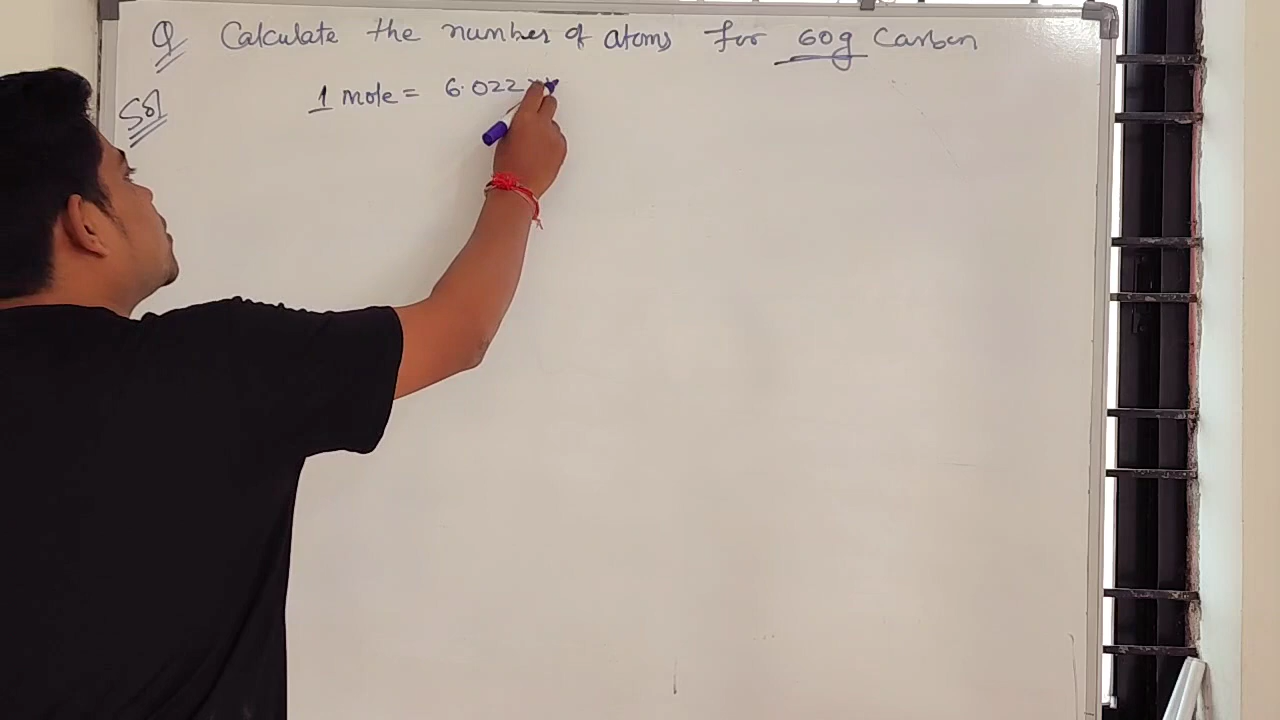 Q Calculate the number of atoms for 60g Carbon
Sol 1 mole = 6.022 x